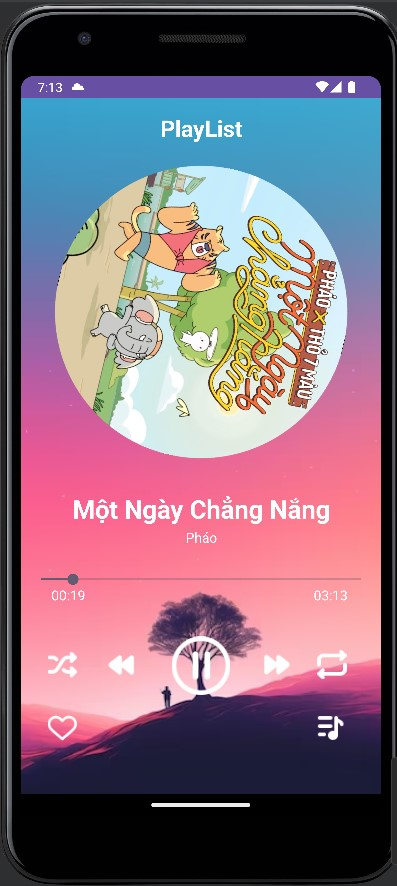 7:13
PlayList
PHÁO X THỎ 7 MÀU
Một Ngày
Chẳng Nắng
Một Ngày Chẳng Nắng
Pháo
00:19
03:13